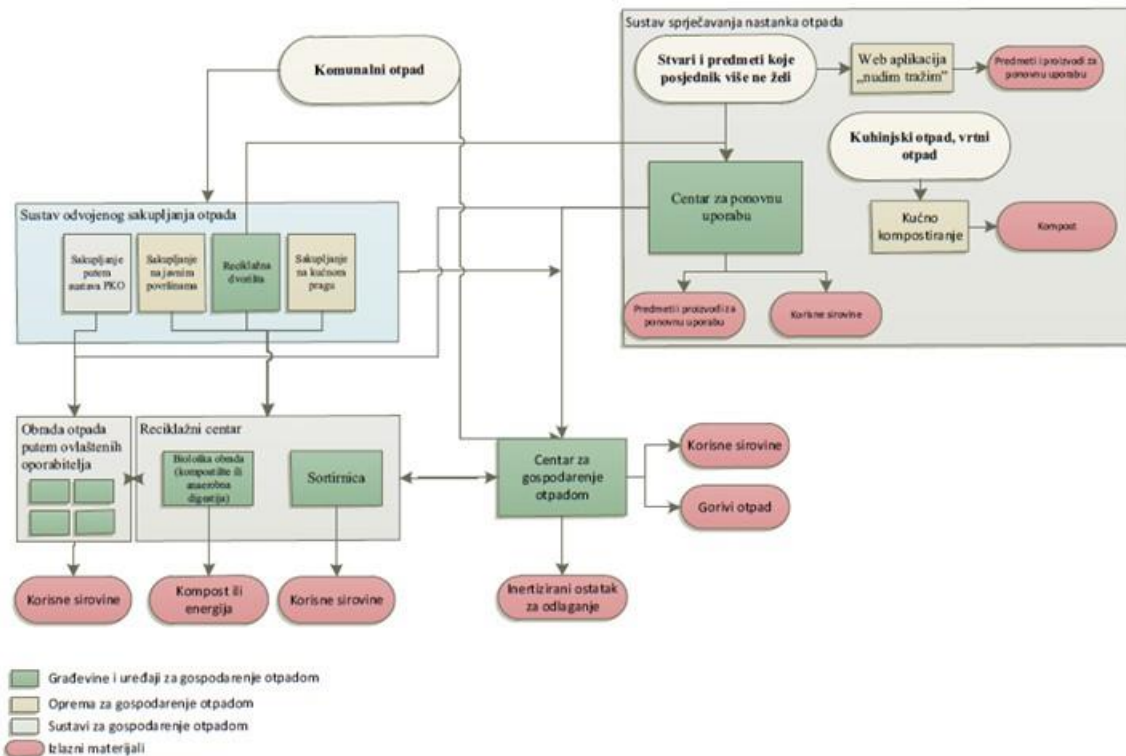 Sustav sprječavanja nastanka otpada
Komunalni otpad
Stvari i predmeti koje
posjednik više ne želi
Web aplikacija
„nudim tražim”
Predmeti i proizvodi za
ponovnu uporabu
Kuhinjski otpad, vrtni
otpad
Centar za ponovnu
uporabu
Kućno
kompostiranje
Kompost
Predmeti i proizvodi za
ponovnu uporabu
Korisne sirovine
Sustav odvojenog sakupljanja otpada
Sakupljanje
putem
sustava PKO
Sakupljanje
na javnim
površinama
Reciklažna
dvorišta
Sakupljanje
na kućnom
pragu
Obrada otpada
putem ovlaštenih
oporabitelja
Reciklažni centar
Biološka obrada
(kompostište ili
anaerobna
digestija)
Sortirnica
Centar za
gospodarenje
otpadom
Korisne sirovine
Gorivi otpad
Korisne sirovine
Kompost ili
energija
Korisne sirovine
Inertizirani ostatak
za odlaganje
Građevine i uređaji za gospodarenje otpadom
Oprema za gospodarenje otpadom
Sustavi za gospodarenje otpadom
Izlazni materijali